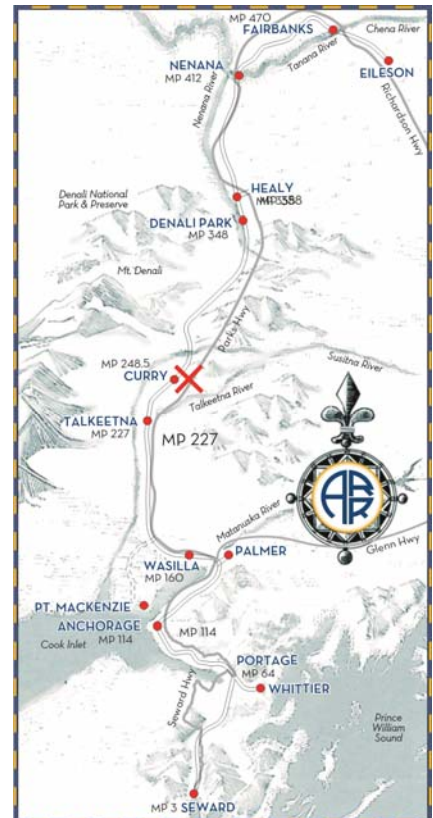 MP 470
FAIRBANKS
Chena River
Tanana River
NENANA
MP 412
EILESON
Nenana River
Richardson Hwy
HEALY
Denali National
Park & Preserve
DENALI PARK
MP 348
Mt. Denali
Parks Hwy
MP 248.5
CURRY
Susitna River
Talkeetna River
TALKEETNA
MP 227
MP 227
ARR
Matanuska River
WASILLA
MP 160
PALMER
Glenn Hwy
PT. MACKENZIE
ANCHORAGE
MP 114
MP 114
Cook Inlet
PORTAGE
MP 64
Seward Hwy
WHITTIER
Prince
William
Sound
MP 3 SEWARD